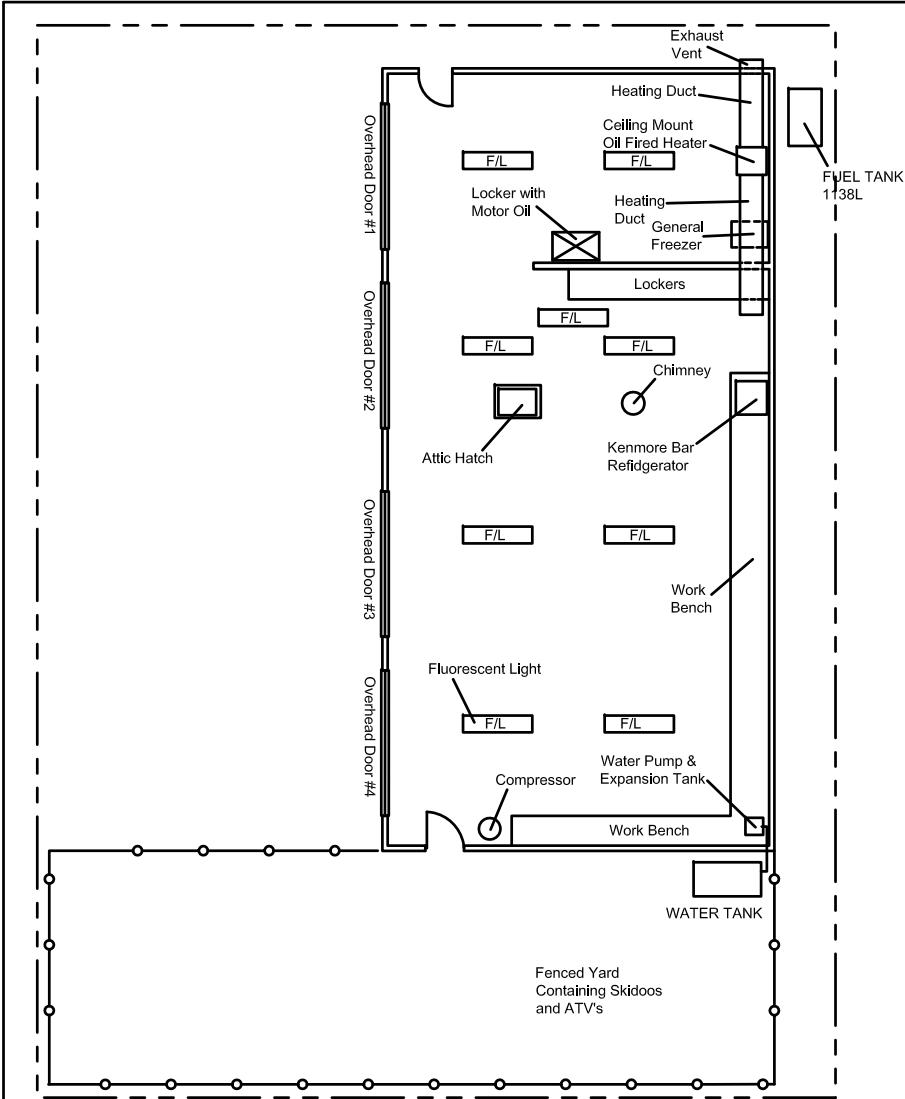 Exhaust
Vent
Heating Duct
Ceiling Mount
Oil Fired Heater
FUEL TANK
1138L
Overhead Door #1
F/L
F/L
Locker with
Motor Oil
Heating
Duct
General
Freezer
Lockers
Overhead Door #2
F/L
F/L
F/L
Chimney
Attic Hatch
Kenmore Bar
Refidgerator
Overhead Door #3
F/L
F/L
Work
Bench
Fluorescent Light
Overhead Door #4
F/L
F/L
Water Pump &
Expansion Tank
Compressor
Work Bench
WATER TANK
Fenced Yard
Containing Skidoos
and ATV's